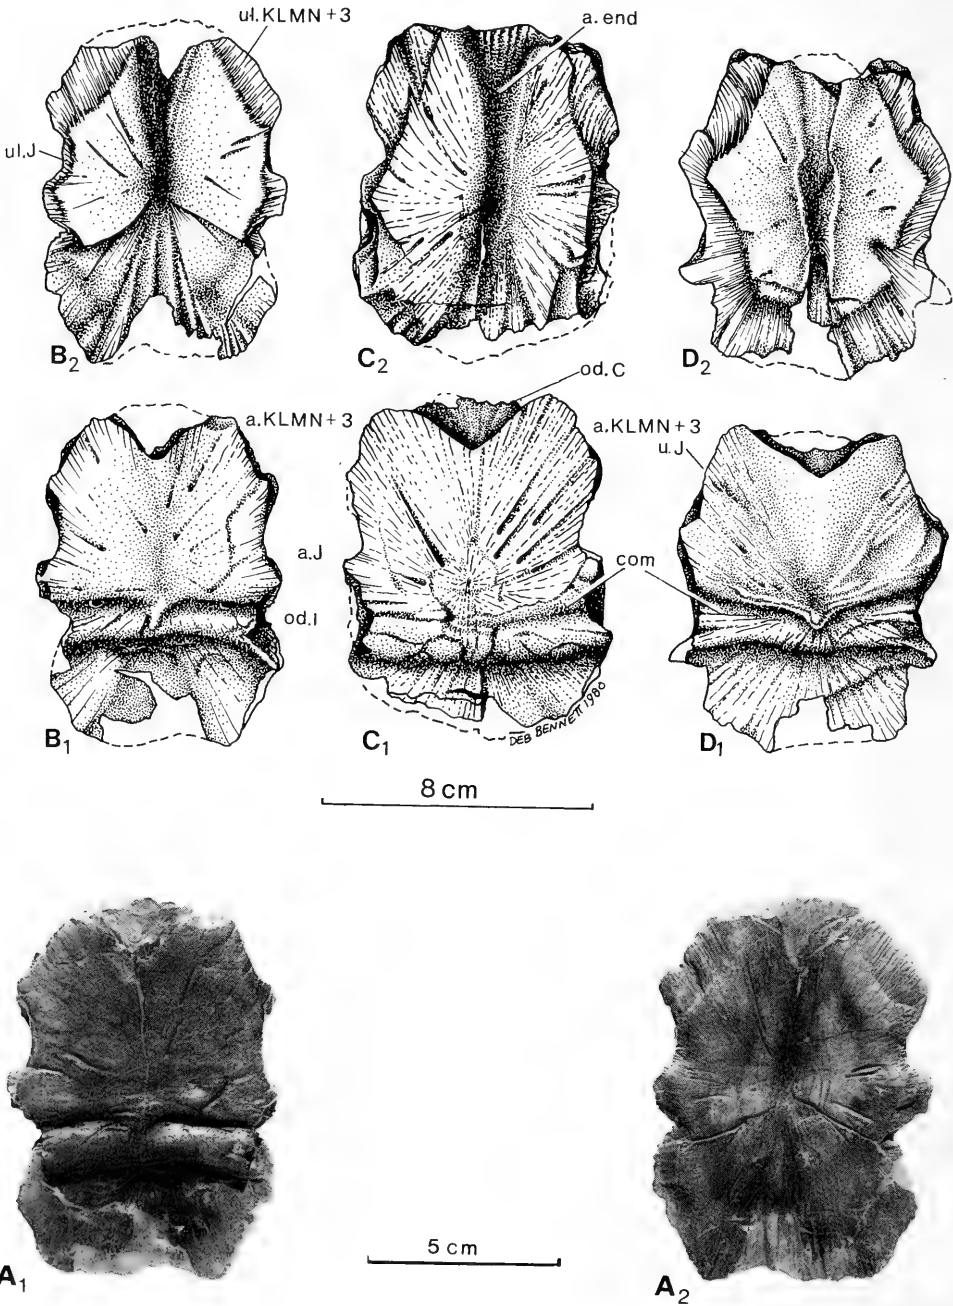 ul.KLMN+3
a.end
ul.J
B2
C2
D2
od.C
a.KLMN+3
a.KLMN+3
u.J
a.J
com
od.I
B1
C1
DEB BENNETT 1980
D1
8 cm
5 cm
A1
A2